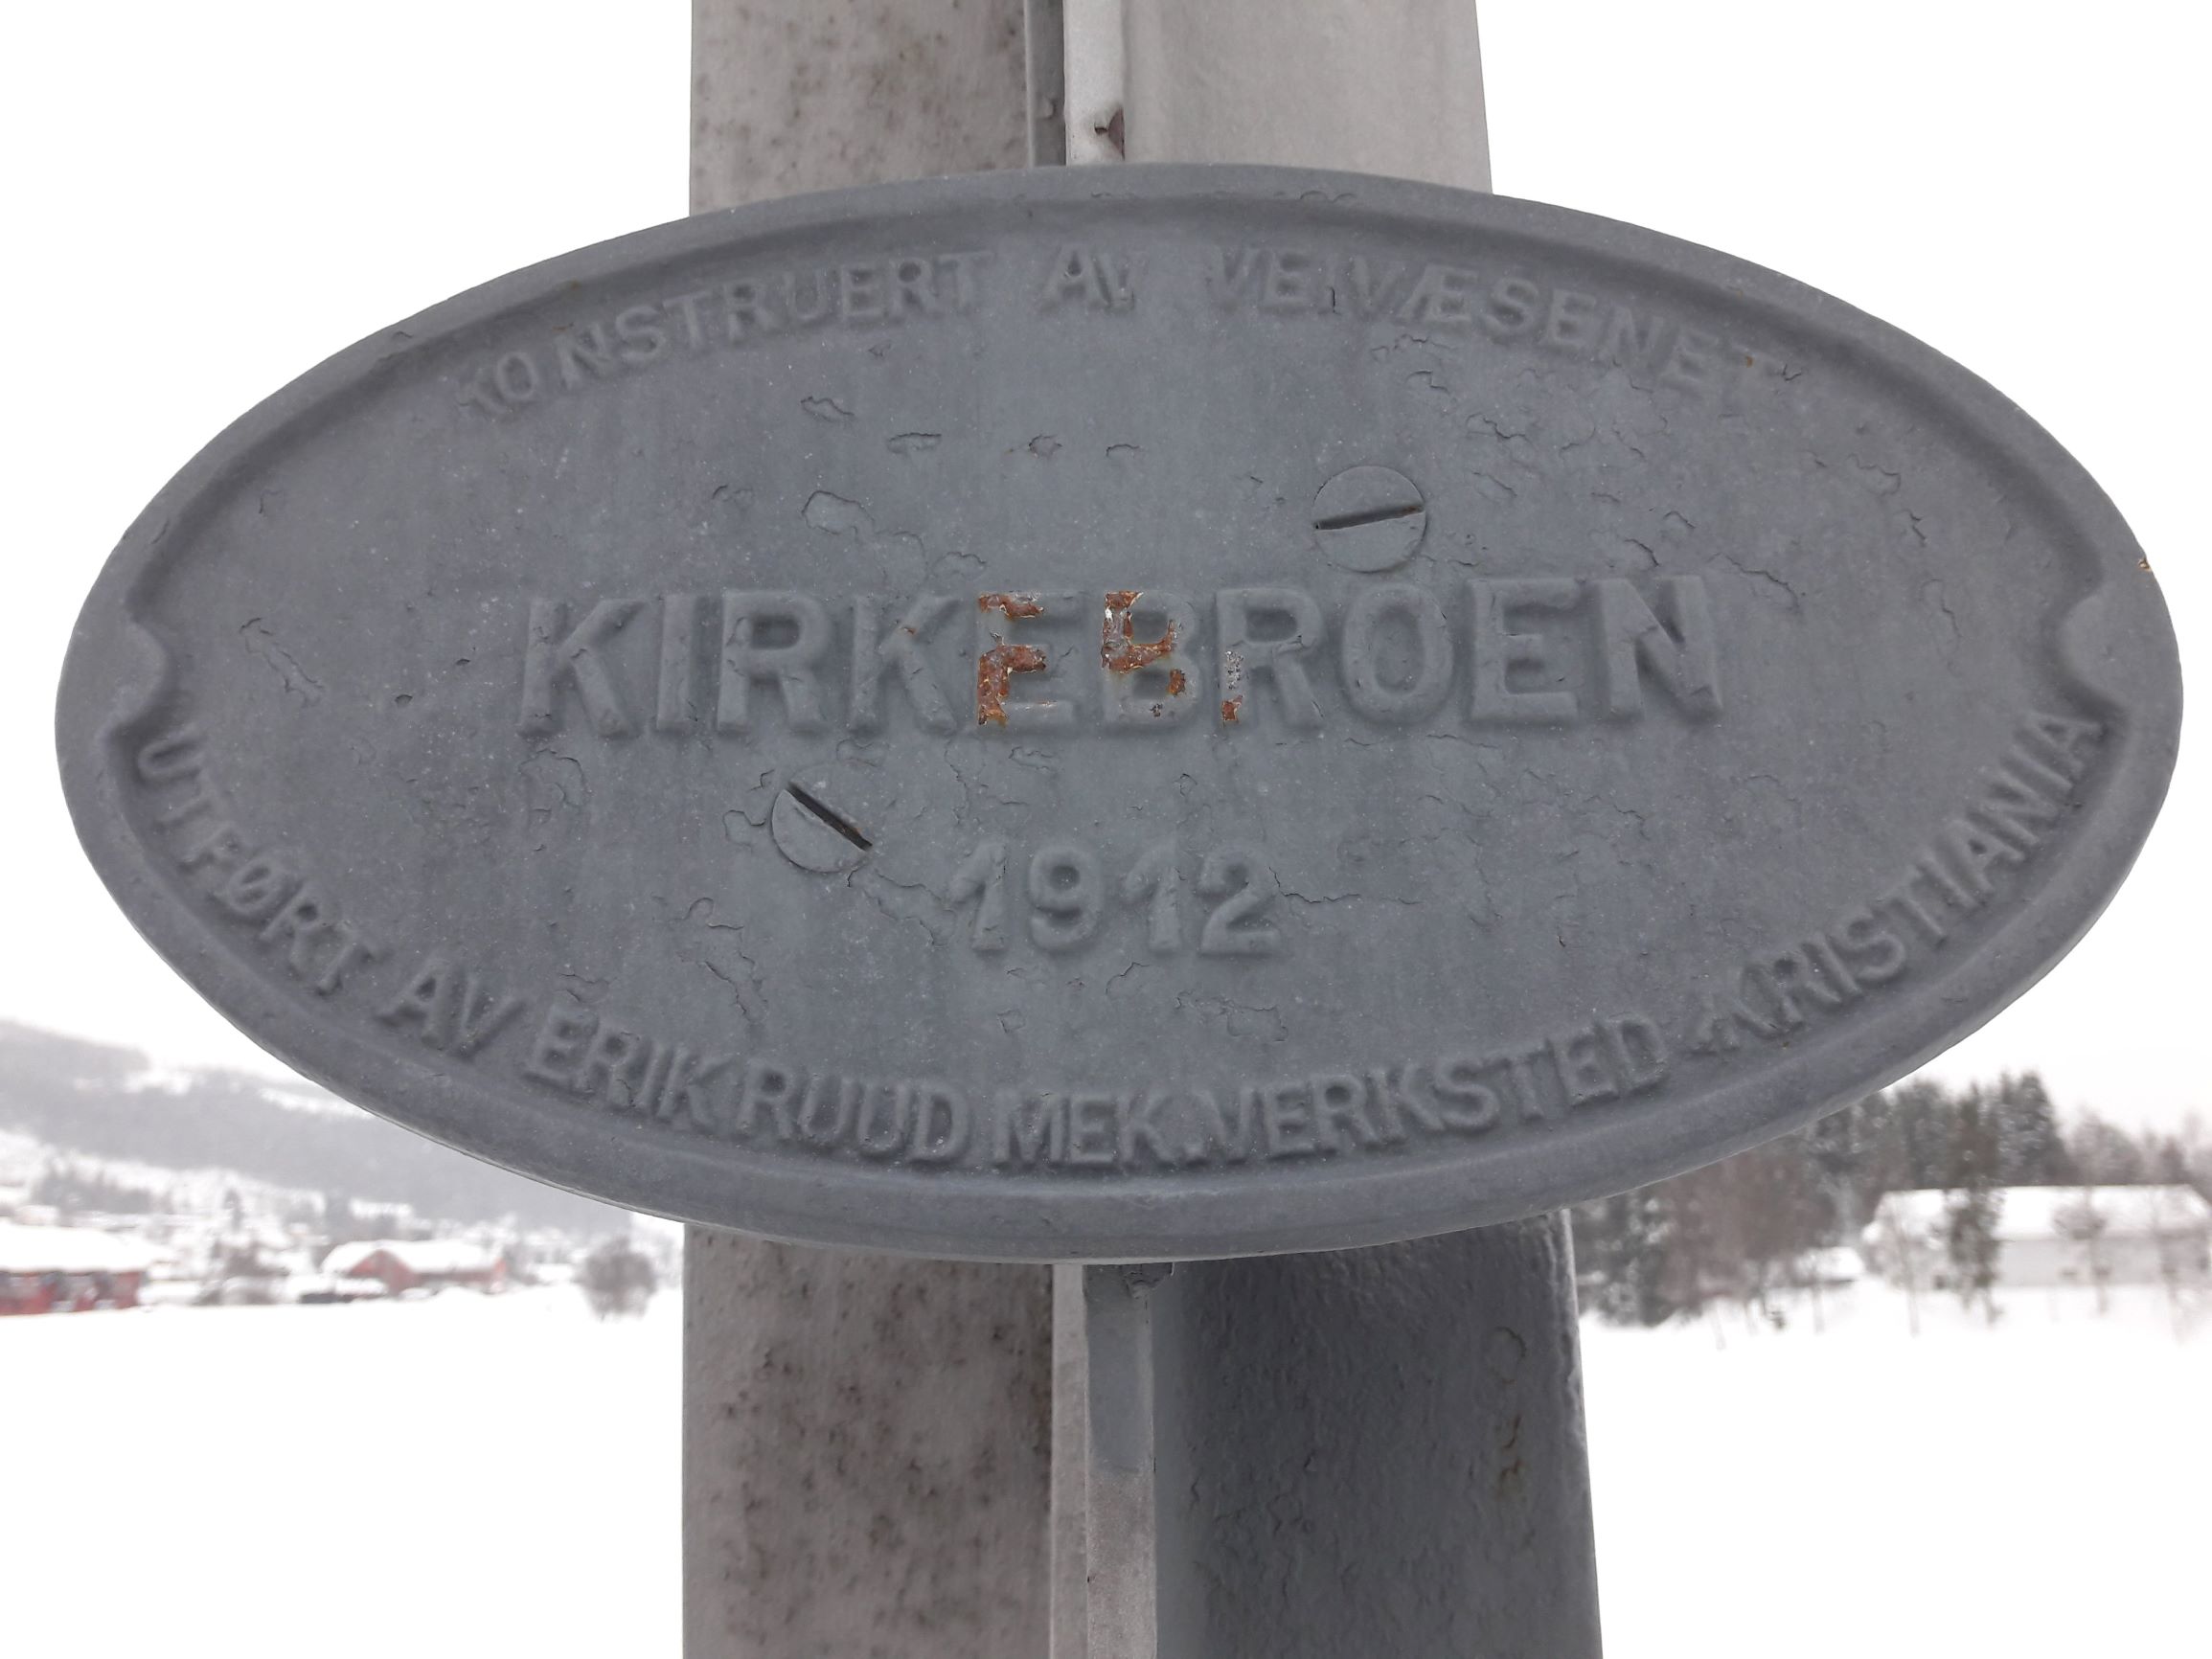 KONSTRUERT AV VEIVÆSENET
KIRKEBROEN
1912
UTFØRT AV ERIK RUUD MEK.VERKSTED.KRISTIANIA